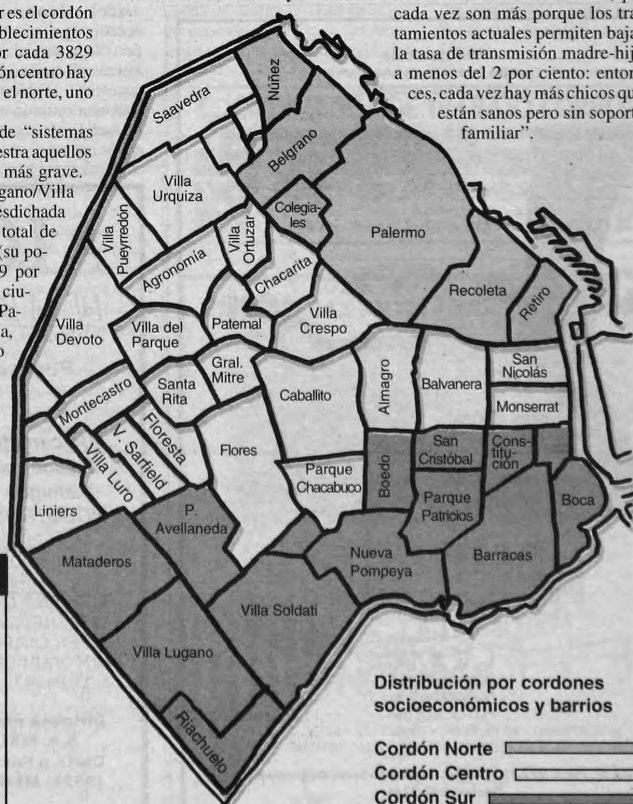 r es el cordón
blecimientos
or cada 3829
ón centro hay
el norte, uno
de “sistemas
estra aquellos
más grave.
gano/Villa
esdichada
total de
(su po-
9 por
ciu-
Pa-
a,
o
cada vez son más porque los tra-
tamientos actuales permiten baja
la tasa de transmisión madre-hij
a menos del 2 por ciento: enton
ces, cada vez hay más chicos qu
están sanos pero sin soport
familiar”.
Núñez
Saavedra
Belgrano
Villa
Urquiza
Colegia-
les
Palermo
Villa
Pueyrredón
Villa
Ortuzar
Agronomía
Chacarita
Recoleta
Retiro
Villa
Devoto
Villa del
Parque
Paternal
Villa
Crespo
Gral.
Mitre
Santa
Rita
Montecastro
Caballito
Almagro
Balvanera
San
Nicolás
Monserrat
Floresta
V. Sarfield
Villa Luro
Flores
Liniers
Parque
Chacabuco
Boedo
San
Cristóbal
Cons-
titu-
ción
P.
Avellaneda
Parque
Patricios
Boca
Mataderos
Nueva
Pompeya
Barracas
Villa Soldati
Villa Lugano
Riachuelo
Distribución por cordones
socioeconómicos y barrios
Cordón Norte
Cordón Centro
Cordón Sur